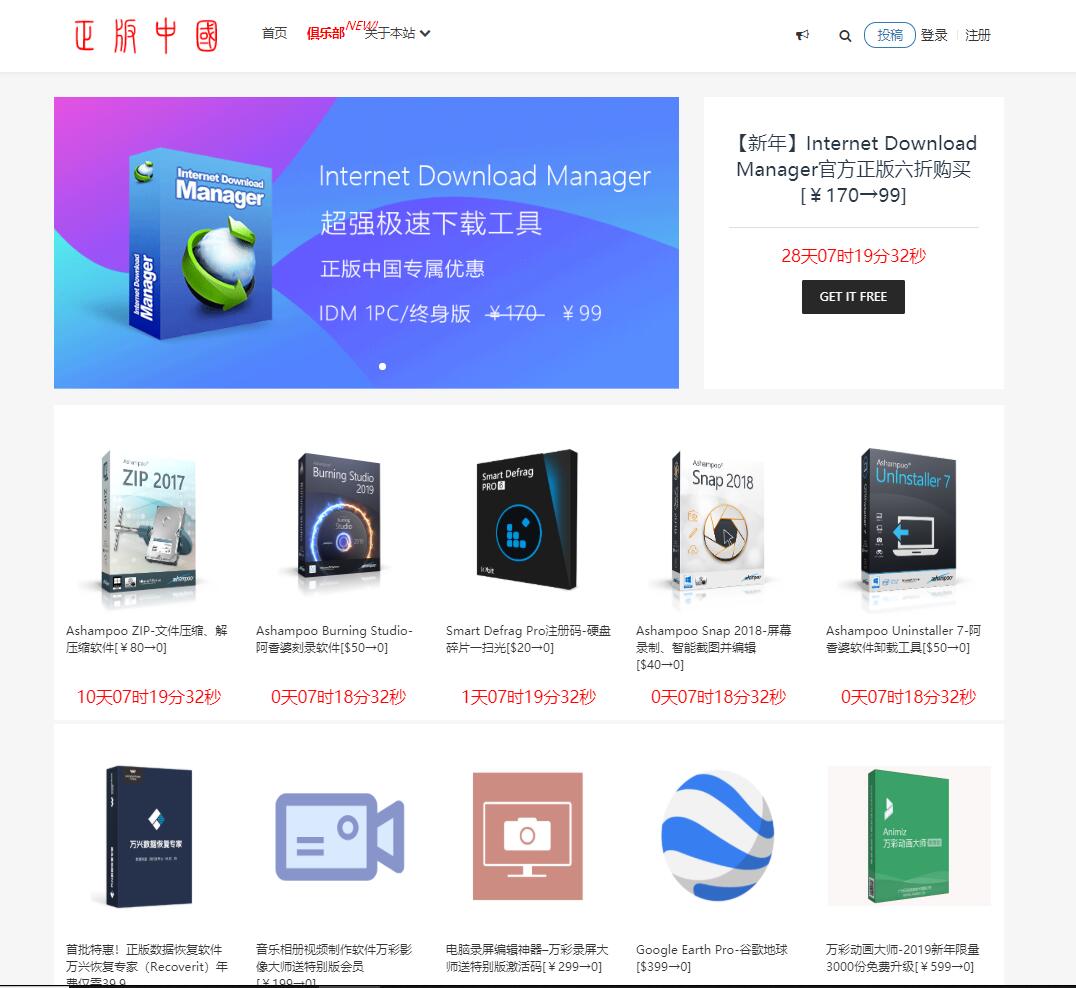 正版中國
首页
俱乐部
NEW!
关于本站
投稿
登录
注册
Internet Download Manager
Internet Download Manager
Internet Download Manager
超强极速下载工具
正版中国专属优惠
IDM 1PC/终身版 ￥170 ￥99
【新年】Internet Download
Manager官方正版六折购买
[￥170→99]
28天07时19分32秒
GET IT FREE
Ashampoo®
ZIP 2017
Ashampoo®
Burning Studio
2019
Smart Defrag
PRO 6
IObit
Ashampoo®
Snap 2018
Ashampoo®
UnInstaller 7
Ashampoo ZIP-文件压缩、解
压缩软件[￥80→0]
10天07时19分32秒
Ashampoo Burning Studio-
阿香婆刻录软件[$50→0]
0天07时18分32秒
Smart Defrag Pro注册码-硬盘
碎片一扫光[$20→0]
1天07时19分32秒
Ashampoo Snap 2018-屏幕
录制、智能截图并编辑
[$40→0]
0天07时18分32秒
Ashampoo Uninstaller 7-阿
香婆软件卸载工具[$50→0]
0天07时18分32秒
万兴数据恢复专家
Animiz
万彩动画大师
首批特惠！正版数据恢复软件
万兴恢复专家（Recoverit）年
费仅需39.9
音乐相册视频制作软件万彩影
像大师送特别版会员
[￥199→0]
电脑录屏编辑神器–万彩录屏大
师送特别版激活码[￥299→0]
Google Earth Pro-谷歌地球
[$399→0]
万彩动画大师-2019新年限量
3000份免费升级[￥599→0]